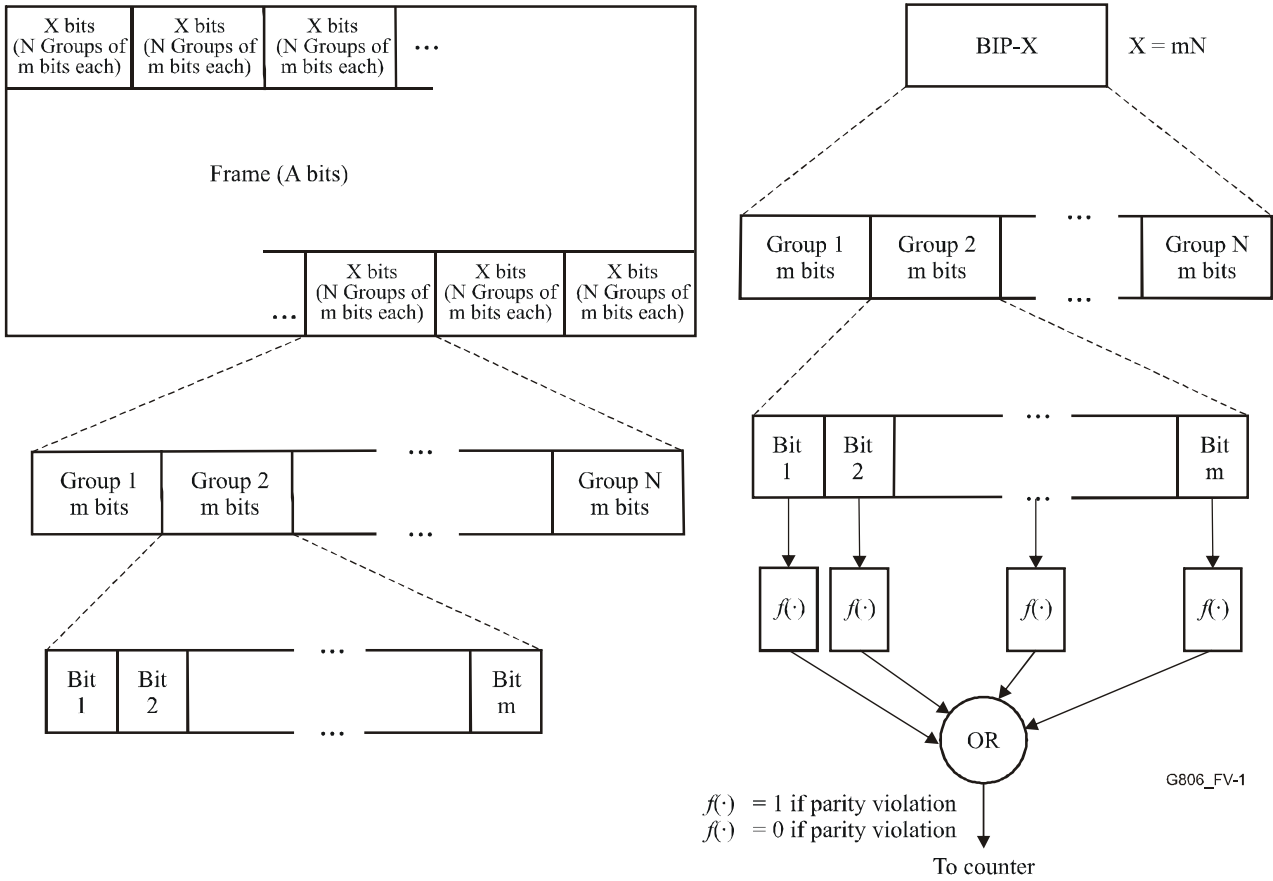 X bits
(N Groups of
m bits each)
X bits
(N Groups of
m bits each)
X bits
(N Groups of
m bits each)
...
Frame (A bits)
...
X bits
(N Groups of
m bits each)
X bits
(N Groups of
m bits each)
X bits
(N Groups of
m bits each)
Group 1
m bits
Group 2
m bits
...
...
Group N
m bits
Bit
1
Bit
2
...
...
Bit
m
BIP-X
X = mN
Group 1
m bits
Group 2
m bits
...
...
Group N
m bits
Bit
1
Bit
2
...
...
Bit
m
f(·)
f(·)
f(·)
f(·)
OR
G806_FV-1
f(·) = 1 if parity violation
f(·) = 0 if parity violation
To counter